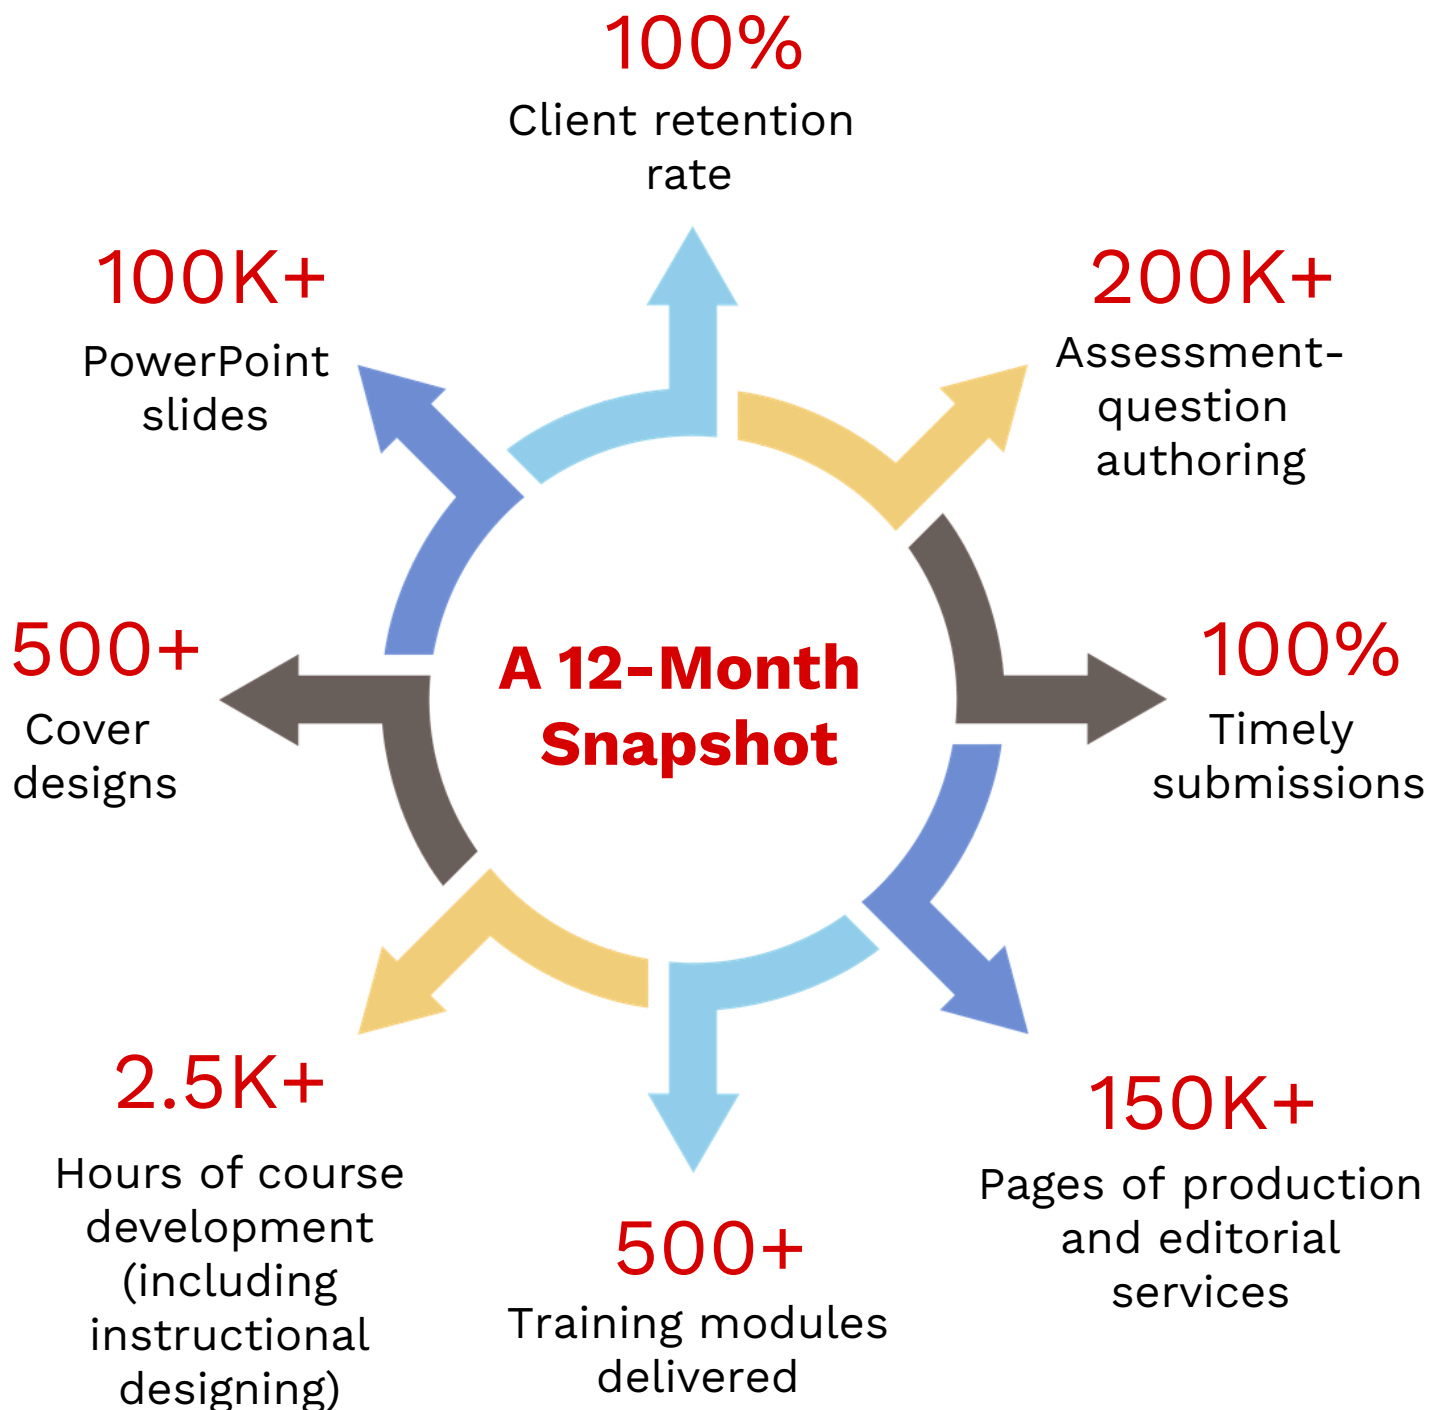 100%
Client retention
rate
200K+
Assessment-
question
authoring
100%
Timely
submissions
150K+
Pages of production
and editorial
services
500+
Training modules
delivered
2.5K+
Hours of course
development
(including
instructional
designing)
500+
Cover
designs
100K+
PowerPoint
slides
A 12-Month
Snapshot